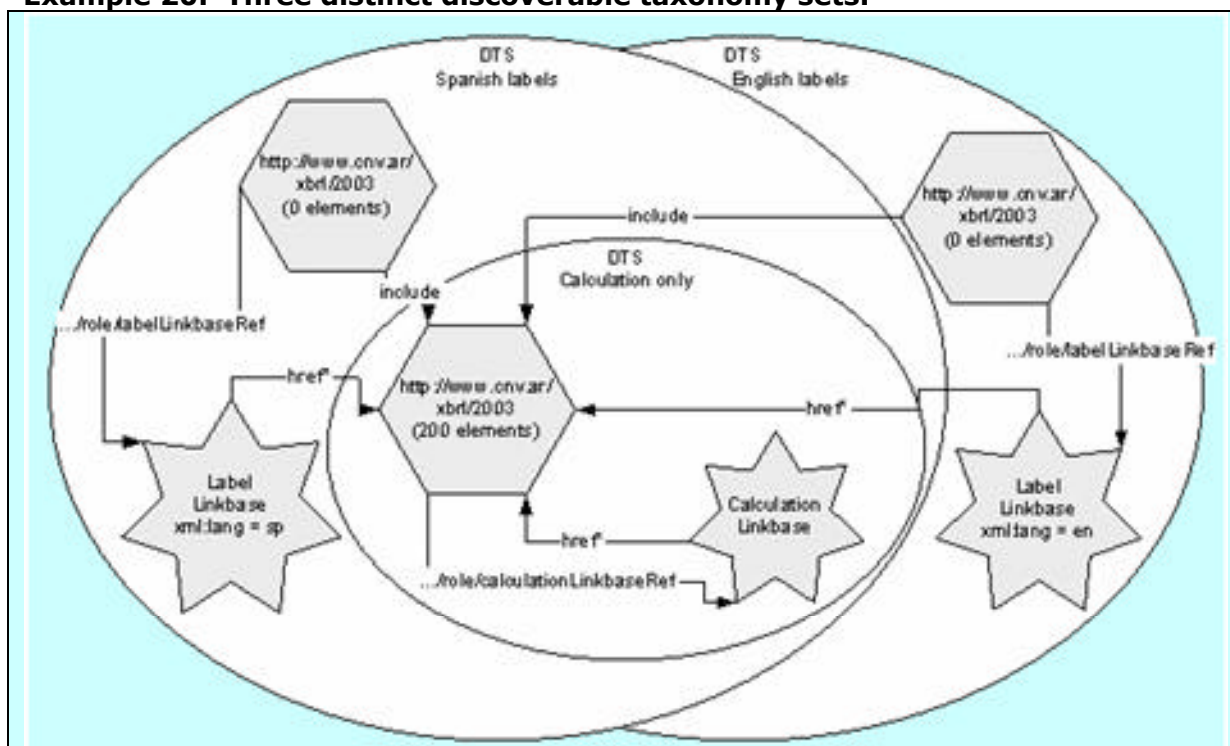 Example 20: Three distinct discoverable taxonomy sets.
DTS
Spanish labels
DTS
English labels
http://www.cnv.ar/
xbrl/2003
(0 elements)
http://www.cnv.ar/
xbrl/2003
(0 elements)
include
DTS
Calculation only
include
.../role/labelLinkbaseRef
.../role/labelLinkbaseRef
href*
http://www.cnv.ar/
xbrl/2003
(200 elements)
href*
Label
Linkbase
xml:lang = sp
Calculation
Linkbase
Label
Linkbase
xml:lang = en
href*
.../role/calculationLinkbaseRef